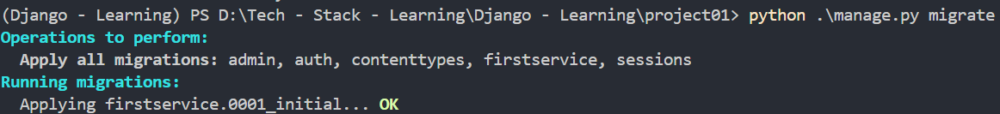 (Django - Learning) PS D:\Tech - Stack - Learning\Django - Learning\project01> python .\manage.py migrate
Operations to perform:
  Apply all migrations: admin, auth, contenttypes, firstservice, sessions
Running migrations:
  Applying firstservice.0001_initial... OK